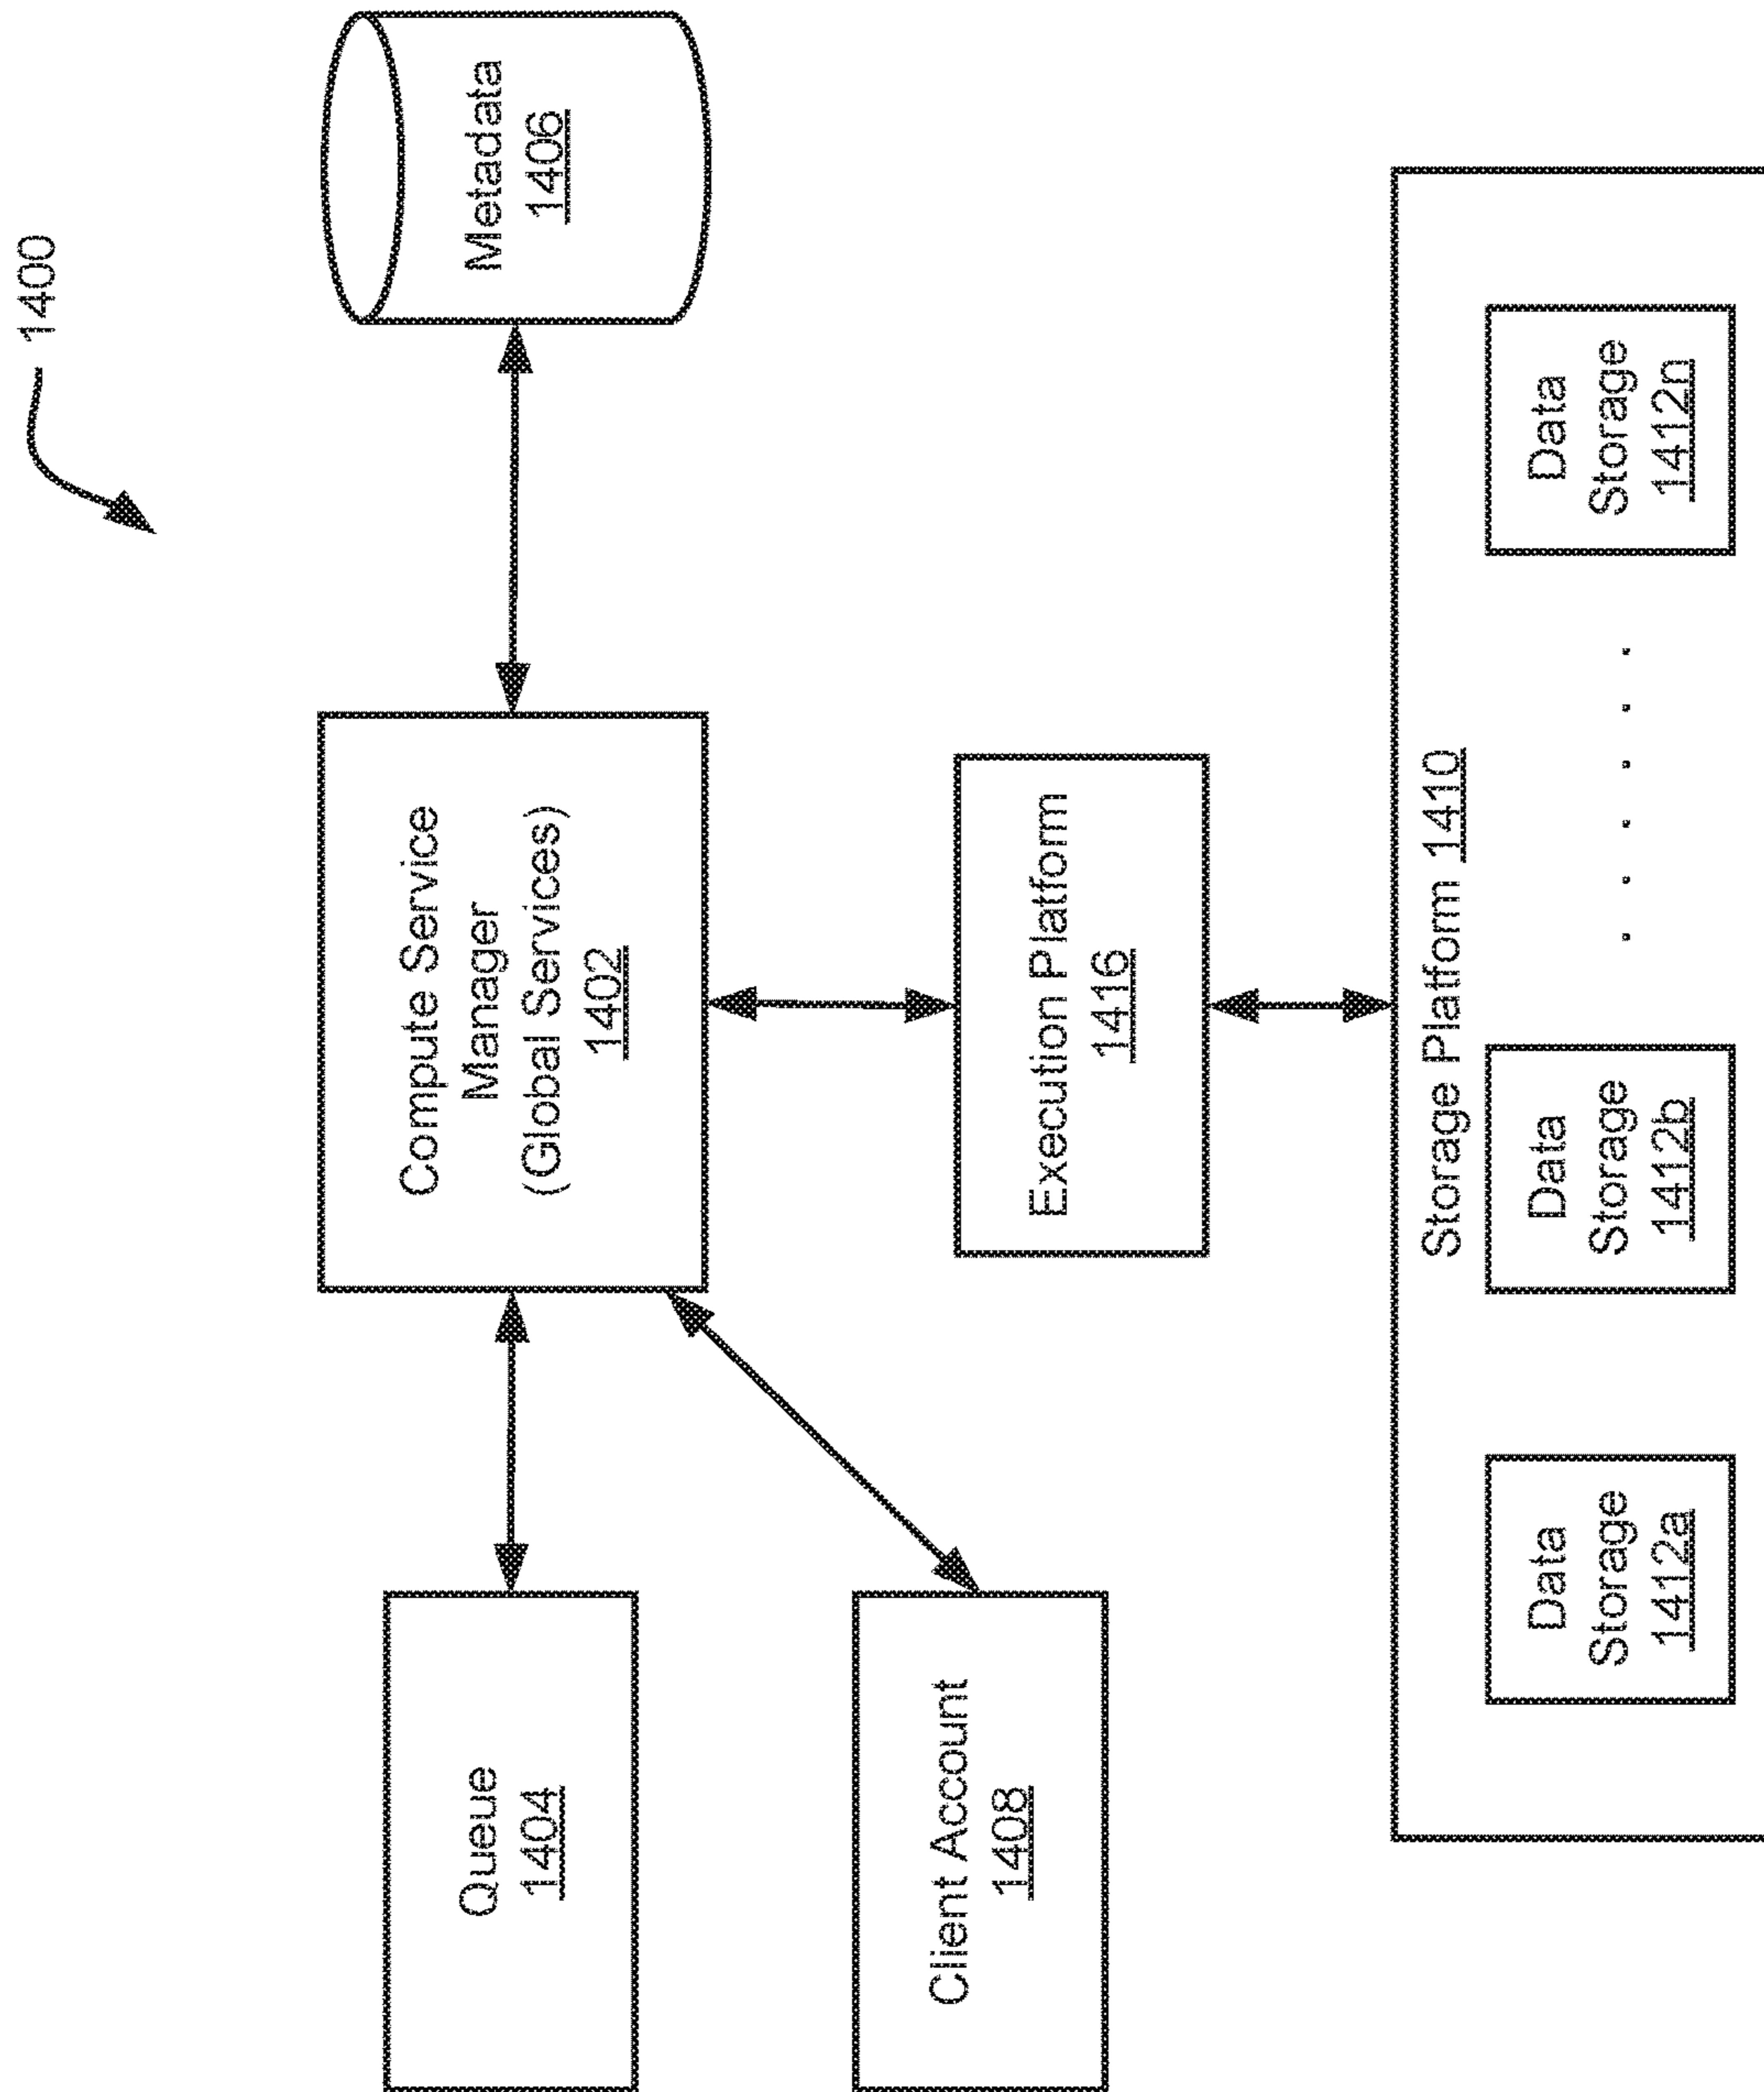 1400
Queue
1404
Compute Service
Manager
(Global Services)
1402
Metadata
1406
Client Account
1408
Execution Platform
1416
Storage Platform 1410
Data
Storage
1412a
Data
Storage
1412b
Data
Storage
1412n